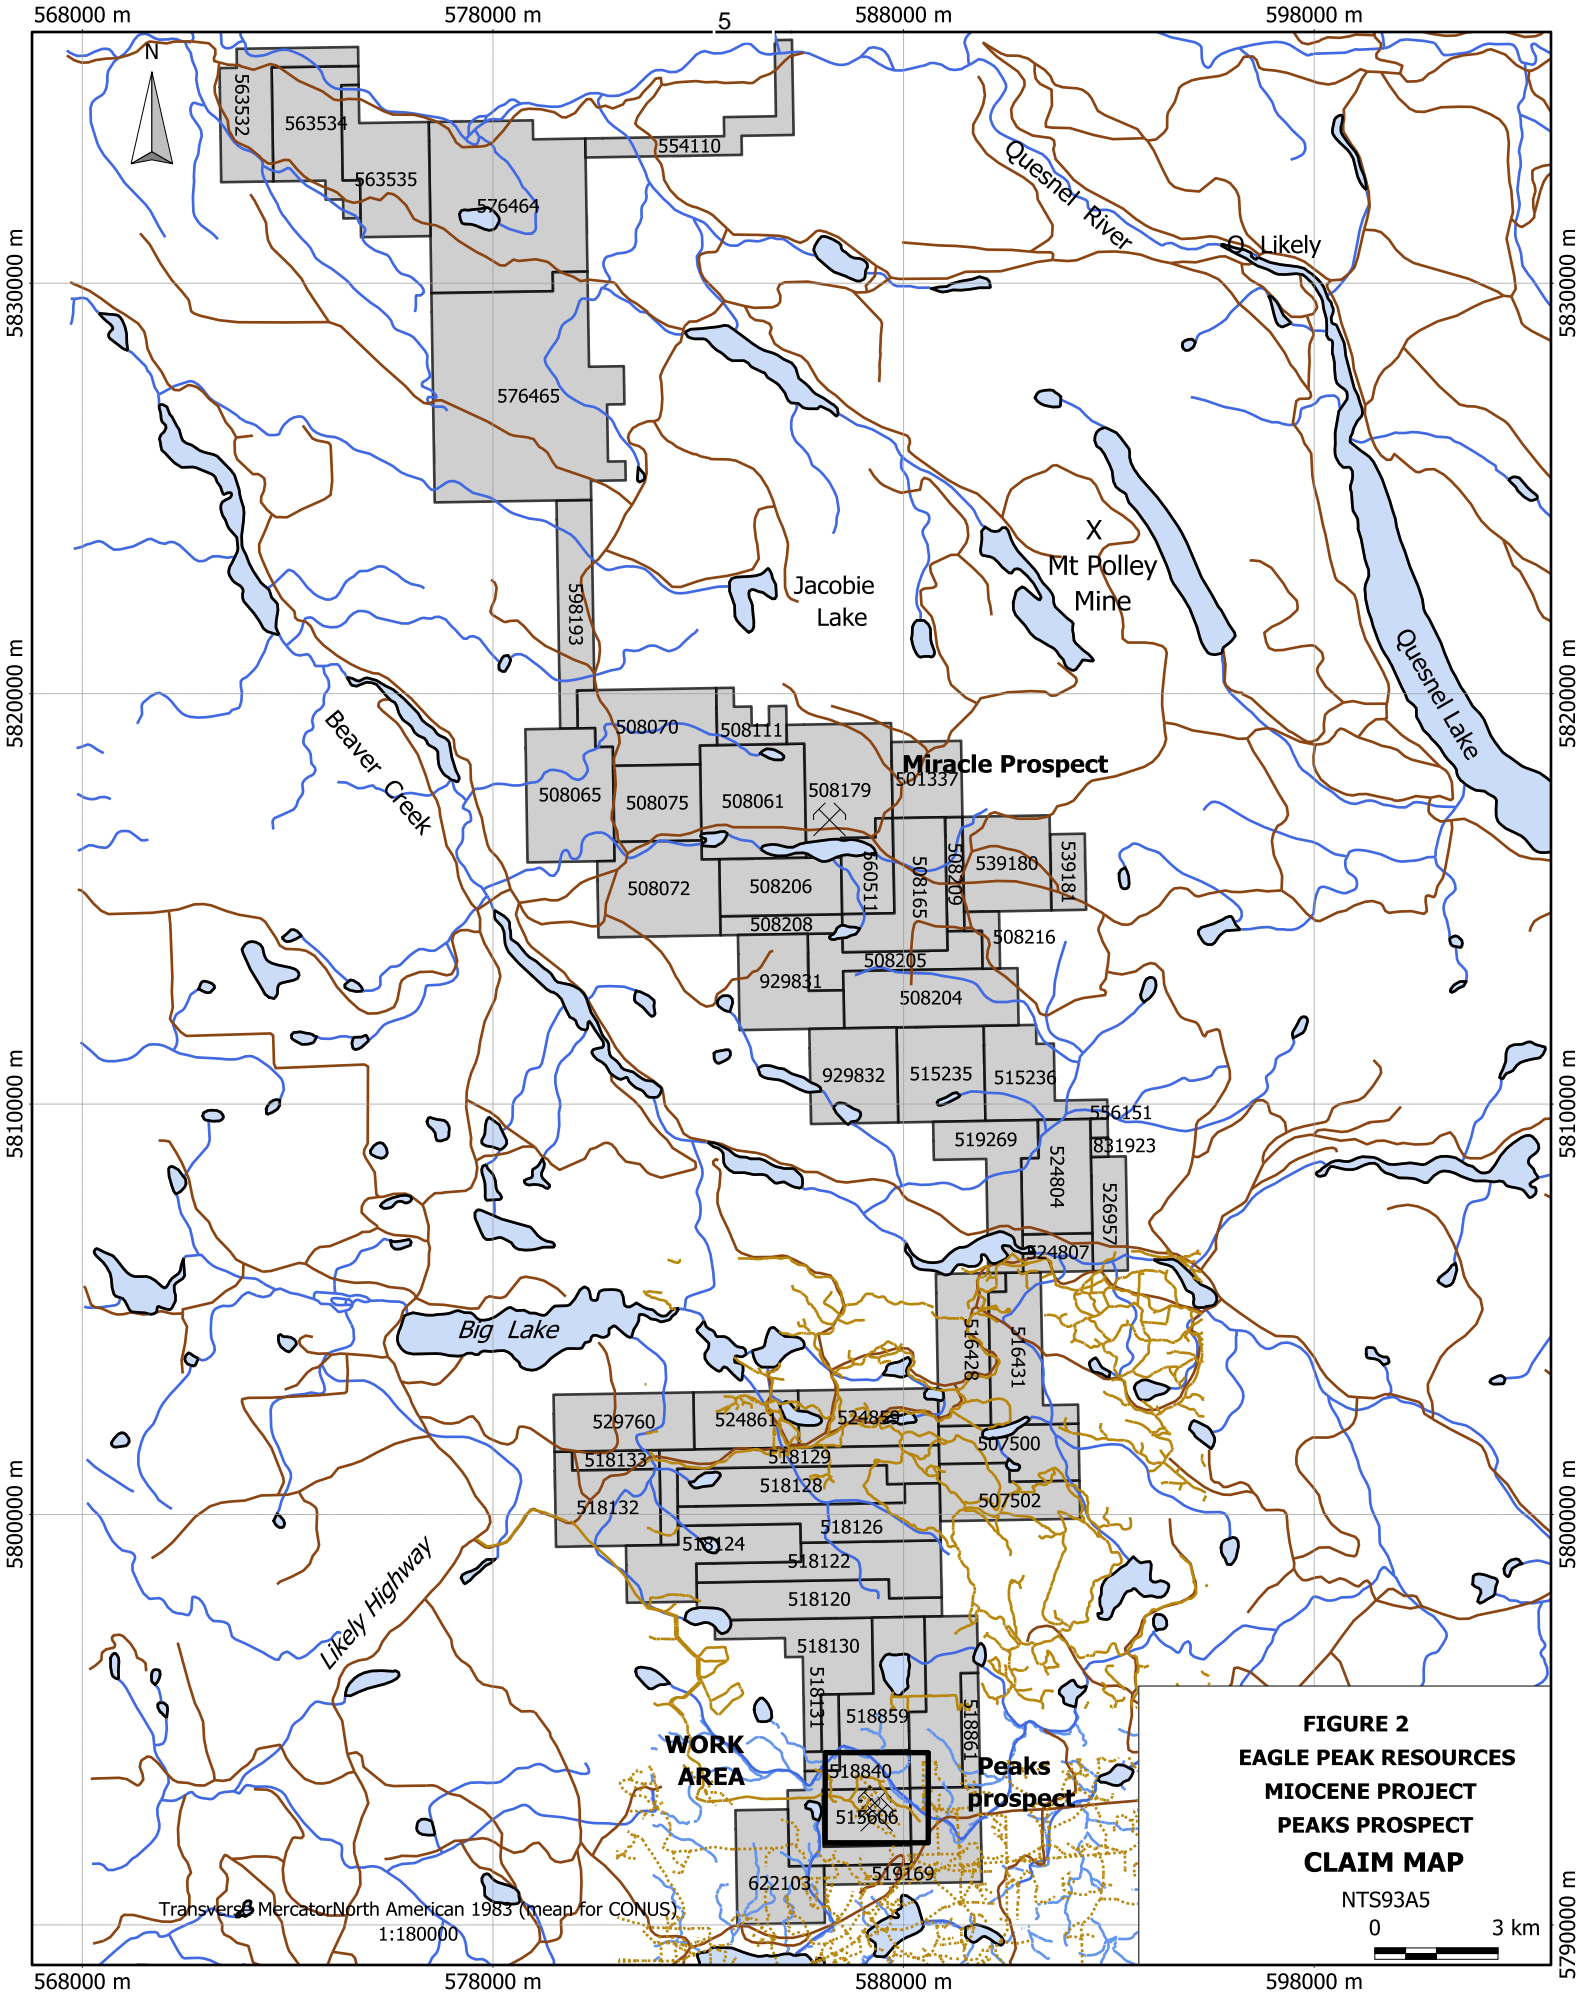 568000 m
578000 m
5
588000 m
598000 m
N
563532
563534
563535
576464
554110
Quesnel River
O Likely
5830000 m
5830000 m
576465
X
Mt Polley
Mine
Jacobie
Lake
598193
Quesnel Lake
5820000 m
5820000 m
Beaver Creek
508070
508111
Miracle Prospect
501337
508065
508075
508061
508179
508072
508206
560511
508165
508209
539180
539181
508208
508216
508205
929831
508204
929832
515235
515236
5810000 m
5810000 m
556151
519269
831923
524804
526957
524807
Big Lake
516428
516431
529760
524861
524859
518133
518129
507500
518128
518132
507502
5800000 m
5800000 m
518126
518124
518122
518120
Likely Highway
518130
518131
518859
518861
WORK
AREA
518840
Peaks
prospect
515606
519169
622103
FIGURE 2
EAGLE PEAK RESOURCES
MIOCENE PROJECT
PEAKS PROSPECT
CLAIM MAP
NTS93A5
0 3 km
Transverse MercatorNorth American 1983 (mean for CONUS)
1:180000
5790000 m
568000 m
578000 m
588000 m
598000 m